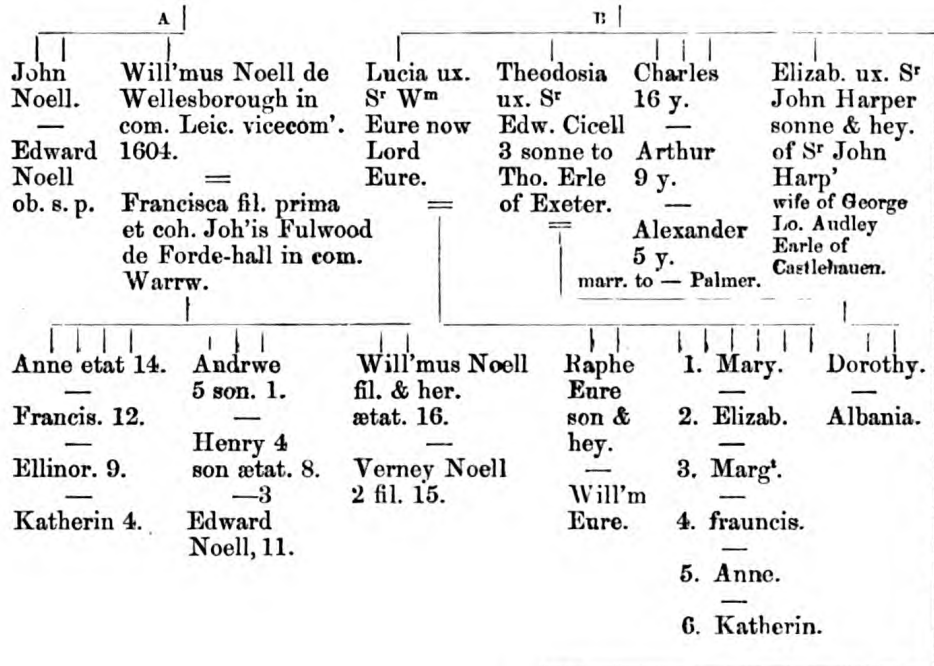 A
B
John
Noell.
—
Edward
Noell
ob. s. p.
Will'mus Noell de
Wellesborough in
com. Leic. vicecom'.
1604.
=
Francisca fil. prima
et coh. Joh'is Fulwood
de Forde-hall in com.
Warrw.
Lucia ux.
Sʳ Wᵐ
Eure now
Lord
Eure.
=
Theodosia
ux. Sʳ
Edw. Cicell
3 sonne to
Tho. Erle
of Exeter.
=
Charles
16 y.
—
Arthur
9 y.
—
Alexander
5 y.
marr. to — Palmer.
Elizab. ux. Sʳ
John Harper
sonne & hey.
of Sʳ John
Harp'
wife of George
Lo. Audley
Earle of
Castlehauen.
Anne etat 14.
—
Francis. 12.
—
Ellinor. 9.
—
Katherin 4.
Andrwe
5 son. 1.
—
Henry 4
son ætat. 8.
—3
Edward
Noell, 11.
Will'mus Noell
fil. & her.
ætat. 16.
—
Verney Noell
2 fil. 15.
Raphe
Eure
son &
hey.
—
Will'm
Eure.
1. Mary.
—
2. Elizab.
—
3. Margᵗ.
—
4. frauncis.
—
5. Anne.
—
6. Katherin.
Dorothy.
—
Albania.